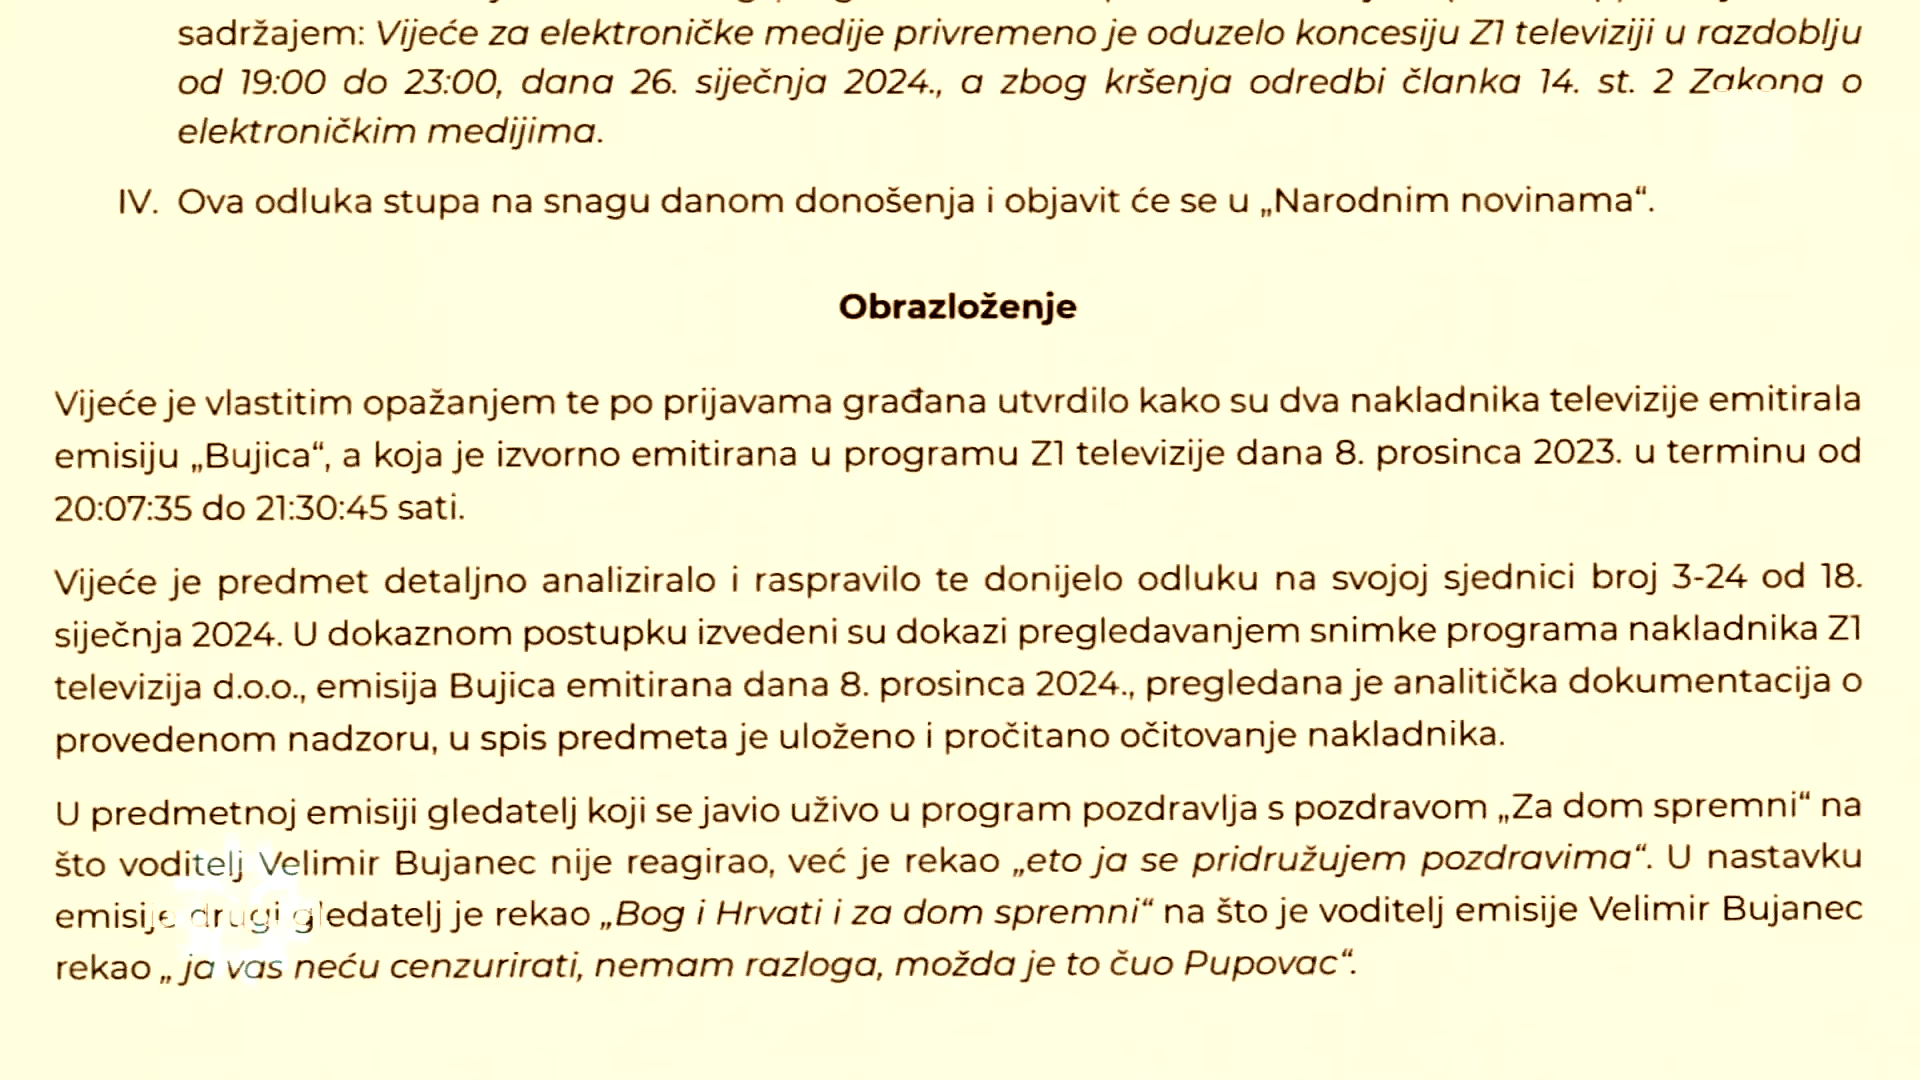 sadržajem: Vijeće za elektroničke medije privremeno je oduzelo koncesiju Z1 televiziji u razdoblju
od 19:00 do 23:00, dana 26. siječnja 2024., a zbog kršenja odredbi članka 14. st. 2 Zakona o
elektroničkim medijima.
IV. Ova odluka stupa na snagu danom donošenja i objavit će se u „Narodnim novinama“.
Obrazloženje
Vijeće je vlastitim opažanjem te po prijavama građana utvrdilo kako su dva nakladnika televizije emitirala
emisiju „Bujica“, a koja je izvorno emitirana u programu Z1 televizije dana 8. prosinca 2023. u terminu od
20:07:35 do 21:30:45 sati.
Vijeće je predmet detaljno analiziralo i raspravilo te donijelo odluku na svojoj sjednici broj 3-24 od 18.
siječnja 2024. U dokaznom postupku izvedeni su dokazi pregledavanjem snimke programa nakladnika Z1
televizija d.o.o., emisija Bujica emitirana dana 8. prosinca 2024., pregledana je analitička dokumentacija o
provedenom nadzoru, u spis predmeta je uloženo i pročitano očitovanje nakladnika.
U predmetnoj emisiji gledatelj koji se javio uživo u program pozdravlja s pozdravom „Za dom spremni“ na
što voditelj Velimir Bujanec nije reagirao, već je rekao „eto ja se pridružujem pozdravima“. U nastavku
emisije drugi gledatelj je rekao „Bog i Hrvati i za dom spremni“ na što je voditelj emisije Velimir Bujanec
rekao „ ja vas neću cenzurirati, nemam razloga, možda je to čuo Pupovac“.